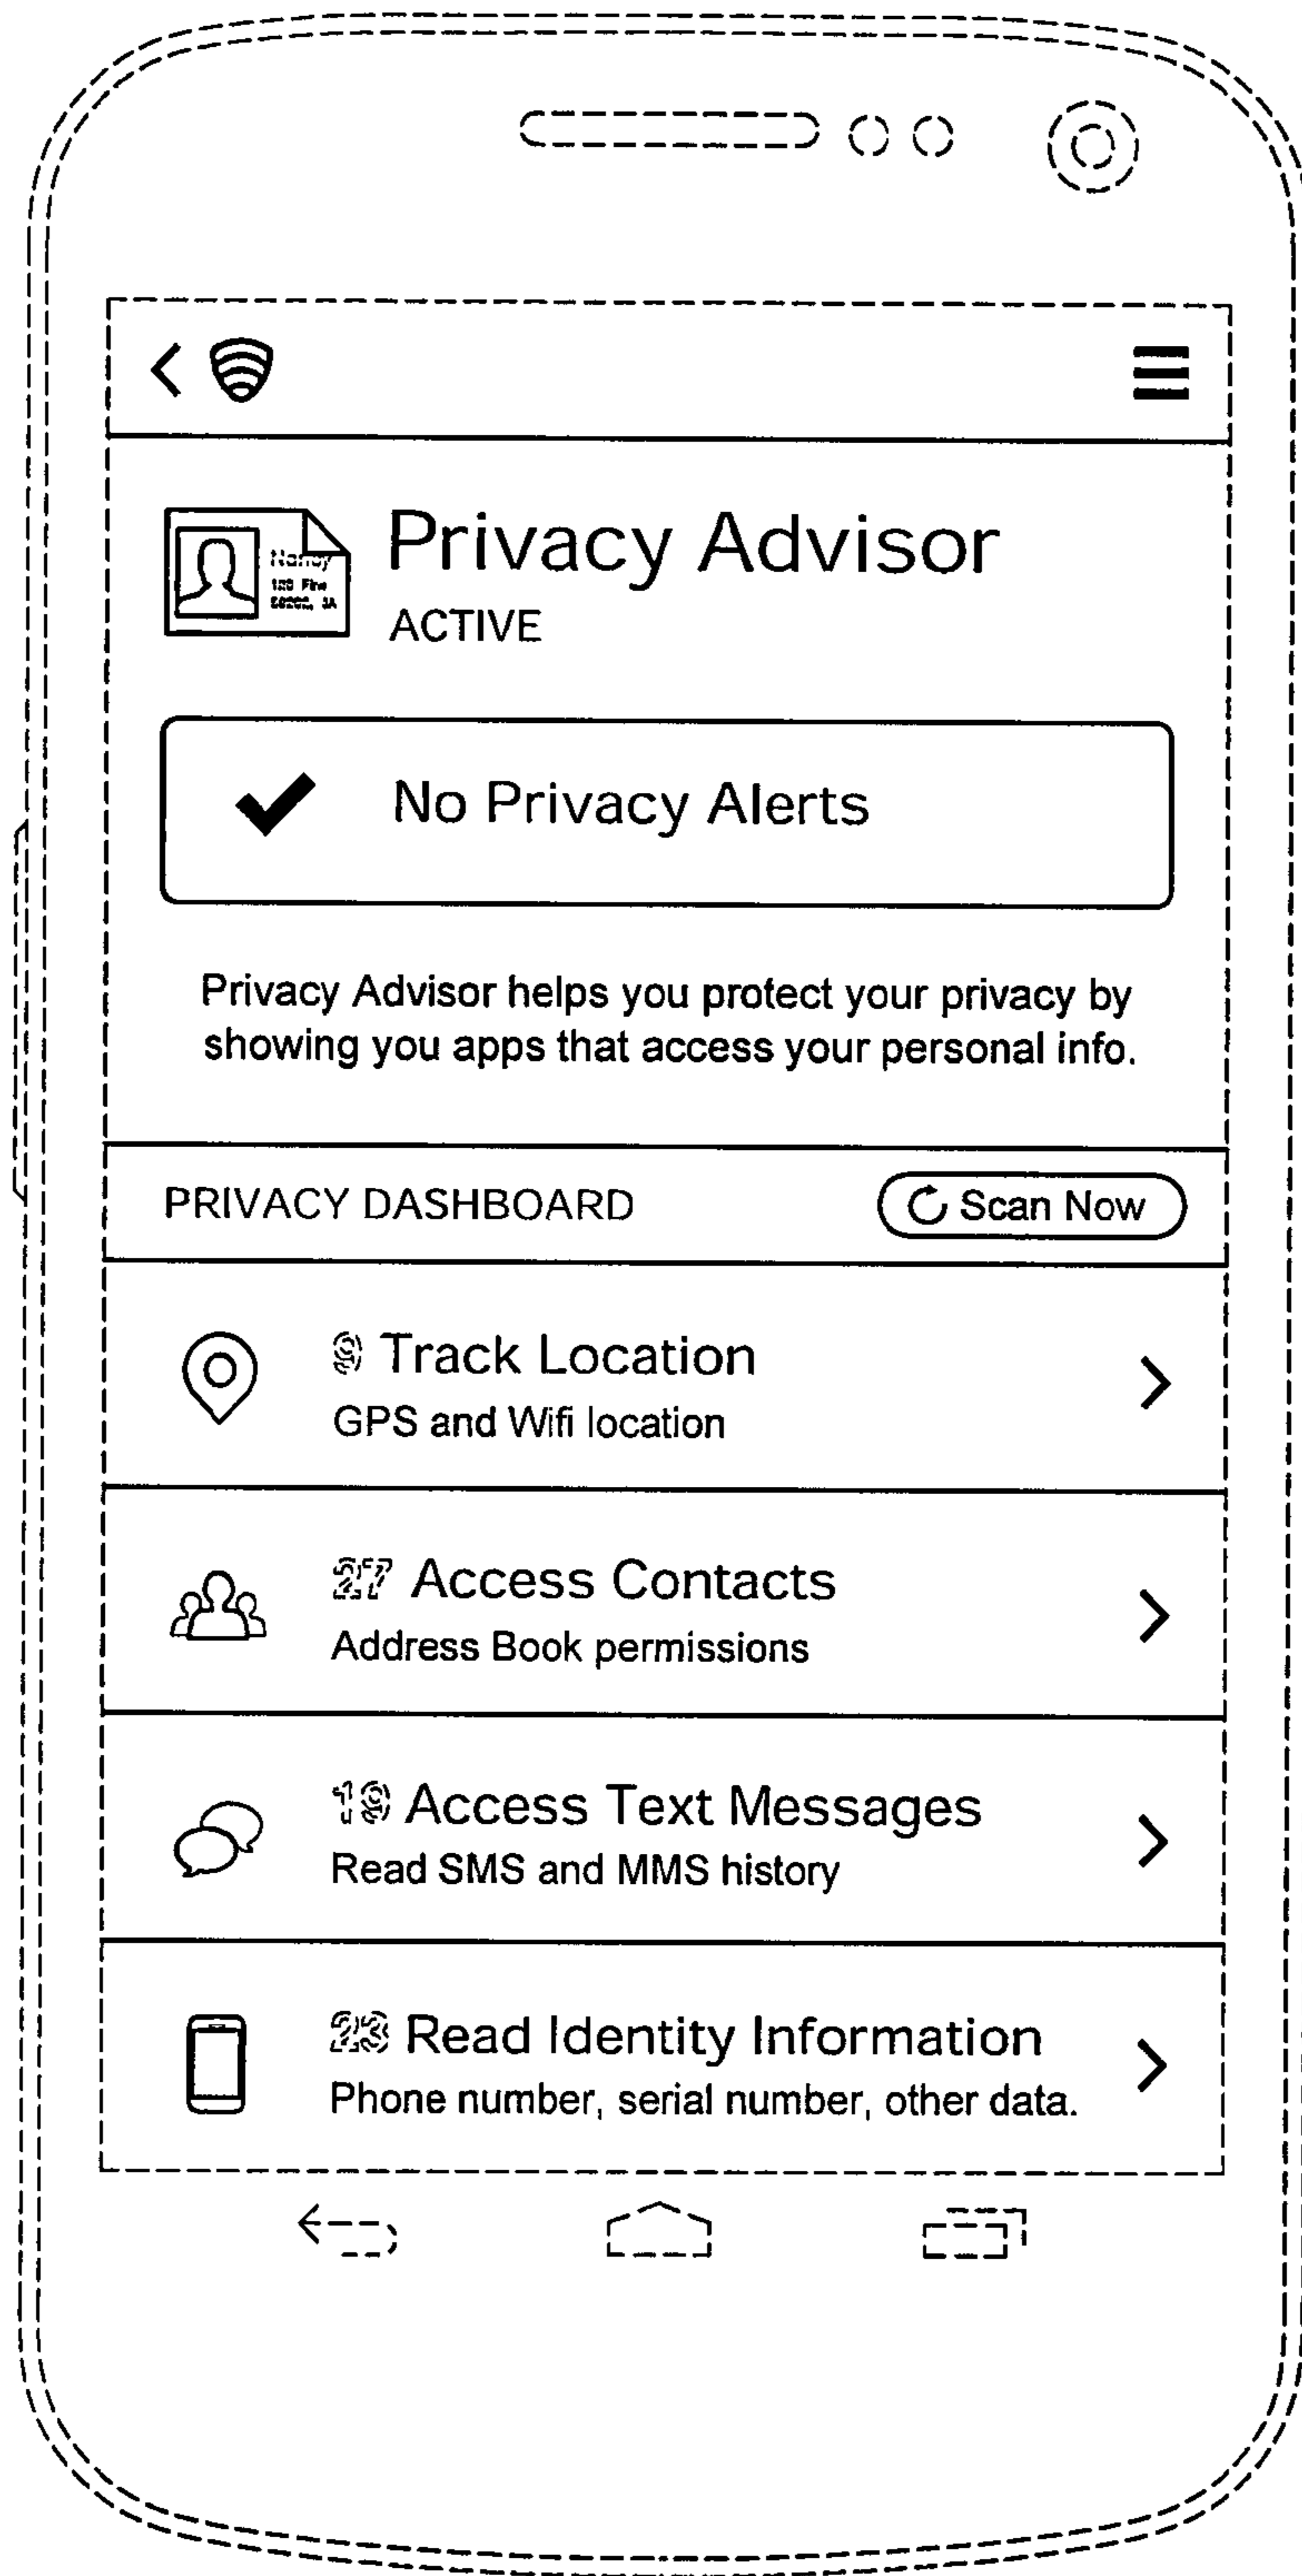 Privacy Advisor
ACTIVE
No Privacy Alerts
Privacy Advisor helps you protect your privacy by
showing you apps that access your personal info.
PRIVACY DASHBOARD
Scan Now
9 Track Location
GPS and Wifi location
27 Access Contacts
Address Book permissions
19 Access Text Messages
Read SMS and MMS history
23 Read Identity Information
Phone number, serial number, other data.